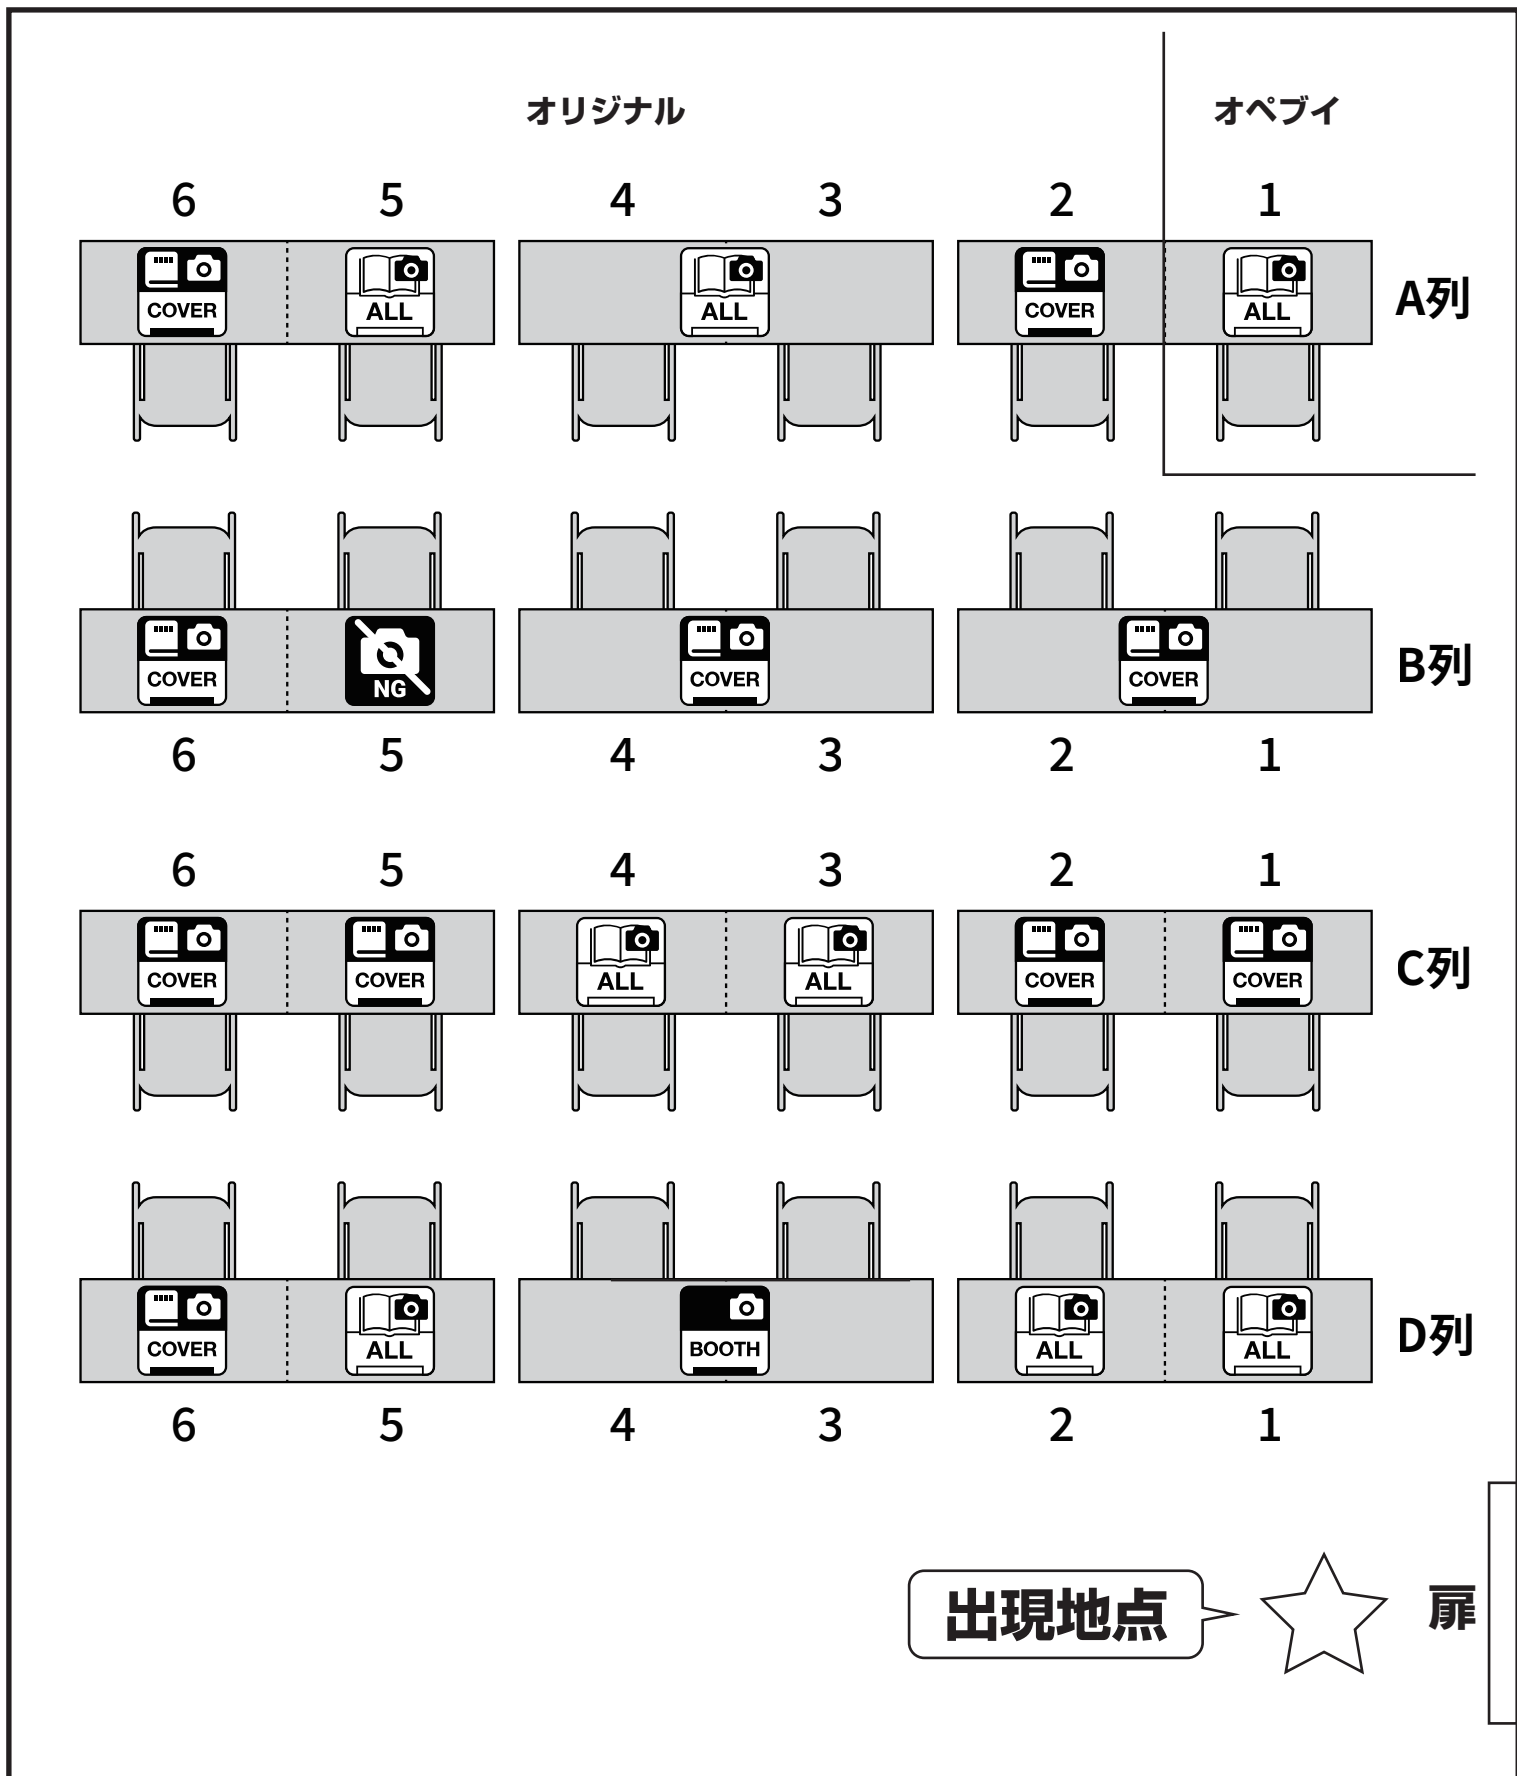 オリジナル オペブイ
6 5 4 3 2 1
COVER ALL ALL COVER ALL A列
COVER NG COVER COVER B列
6 5 4 3 2 1
6 5 4 3 2 1
COVER COVER ALL ALL COVER COVER C列
COVER ALL BOOTH ALL ALL D列
6 5 4 3 2 1
出現地点 扉